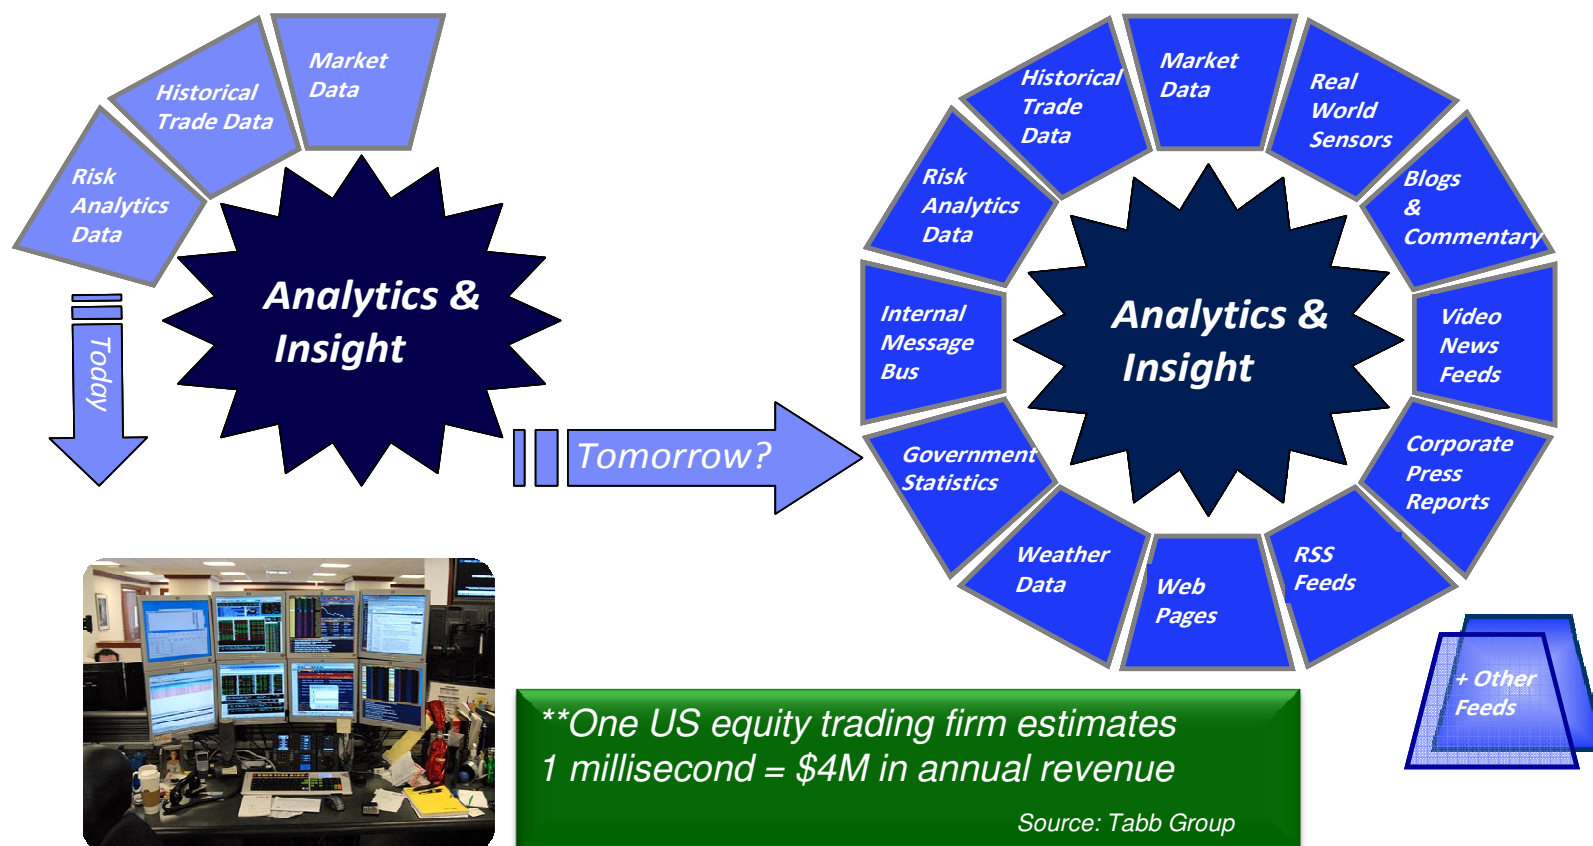 Market
Data
Historical
Trade Data
Risk
Analytics
Data
Analytics &
Insight
Today
Tomorrow?
Market
Data
Real
World
Sensors
Blogs
&
Commentary
Video
News
Feeds
Corporate
Press
Reports
RSS
Feeds
Web
Pages
Weather
Data
Government
Statistics
Internal
Message
Bus
Risk
Analytics
Data
Historical
Trade
Data
Analytics &
Insight
+ Other
Feeds
**One US equity trading firm estimates
1 millisecond = $4M in annual revenue
Source: Tabb Group